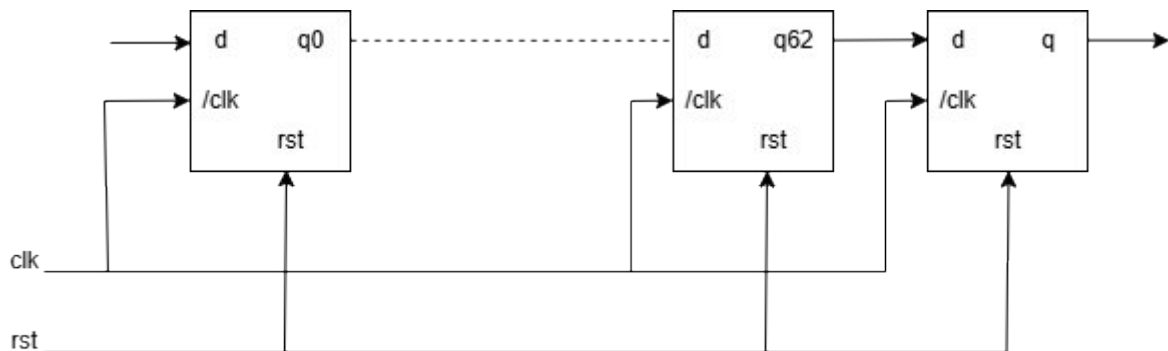 d q0 d q62 d q
/clk /clk /clk
rst rst rst
clk
rst